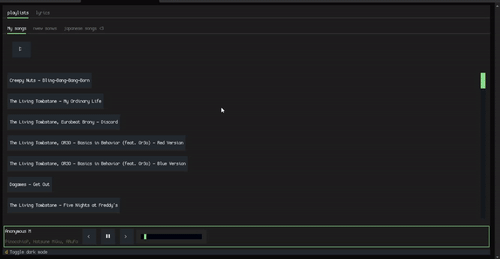 playlists lyrics
My songs
Japanese songs
Creepy Nuts - Bling-Bang-Bang-Born
The Living Tombstone - My Ordinary Life
The Living Tombstone, Eurobeat Brony - Discord
The Living Tombstone, OR3O - Basics in Behavior (feat. Or3o) - Red Version
The Living Tombstone, OR3O - Basics in Behavior (feat. Or3o) - Blue Version
Dagames - Get Out
The Living Tombstone - Five Nights at Freddy's
Anonymous M
Hatsune Miku,
Toggle dark mode